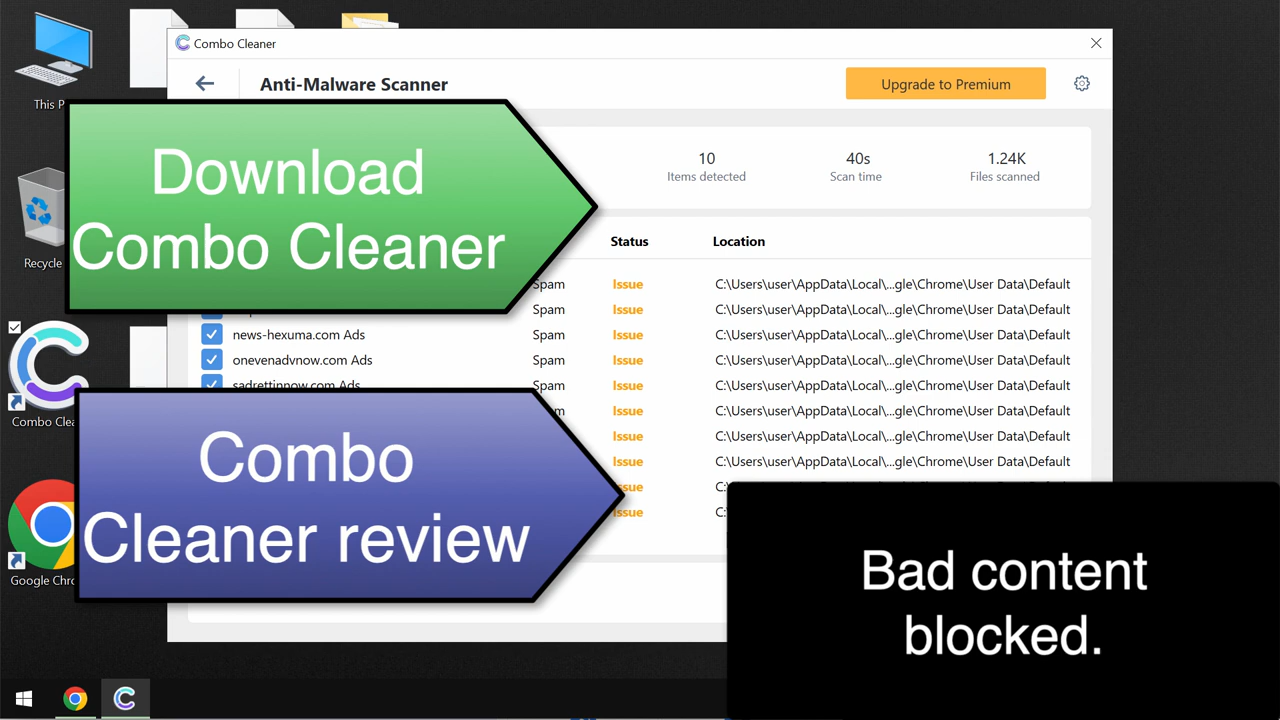 Combo Cleaner
Anti-Malware Scanner
Upgrade to Premium
This
Download
Combo Cleaner
10
Items detected
40s
Scan time
1.24K
Files scanned
Status
Location
Recycle
Spam
Issue
C:\Users\user\AppData\Local\...gle\Chrome\User Data\Default
Issue
C:\Users\user\AppData\Local\...gle\Chrome\User Data\Default
news-hexuma.com Ads
Spam
Issue
C:\Users\user\AppData\Local\...gle\Chrome\User Data\Default
onevenadvnow.com Ads
Spam
Issue
C:\Users\user\AppData\Local\...gle\Chrome\User Data\Default
sadrettinnow.com Ads
Spam
Issue
C:\Users\user\AppData\Local\...gle\Chrome\User Data\Default
Issue
C:\Users\user\AppData\Local\...gle\Chrome\User Data\Default
Issue
C:\Users\user\AppData\Local\...gle\Chrome\User Data\Default
Issue
C:\Users\user\AppData\Local\...gle\Chrome\User Data\Default
Combo
Combo
Cleaner review
Google
Bad content
blocked.